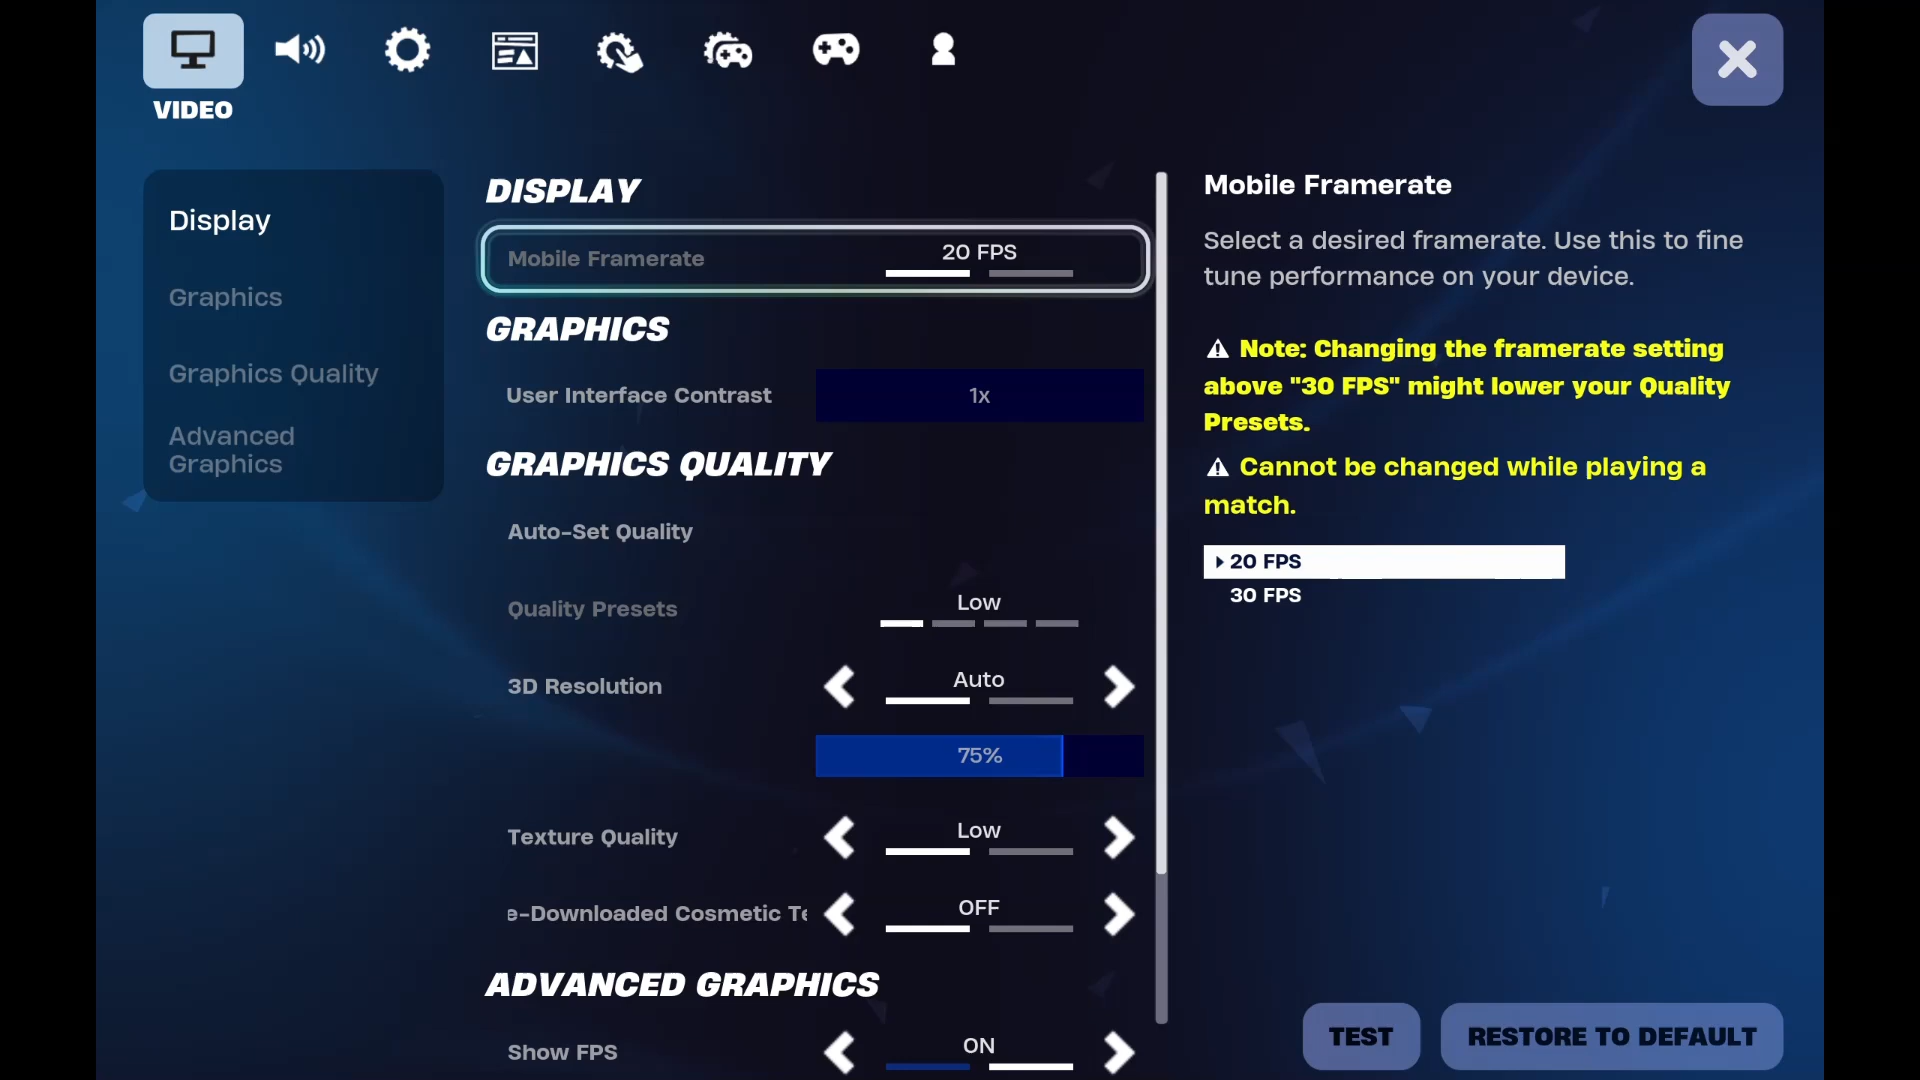 VIDEO
Display
Graphics
Graphics Quality
Advanced
Graphics
DISPLAY
Mobile Framerate
20 FPS
GRAPHICS
User Interface Contrast
1x
GRAPHICS QUALITY
Auto-Set Quality
Quality Presets
Low
3D Resolution
Auto
75%
Texture Quality
Low
e-Downloaded Cosmetic Te
OFF
ADVANCED GRAPHICS
Show FPS
ON
Mobile Framerate
Select a desired framerate. Use this to fine
tune performance on your device.
Note: Changing the framerate setting
above "30 FPS" might lower your Quality
Presets.
Cannot be changed while playing a
match.
20 FPS
30 FPS
TEST
RESTORE TO DEFAULT